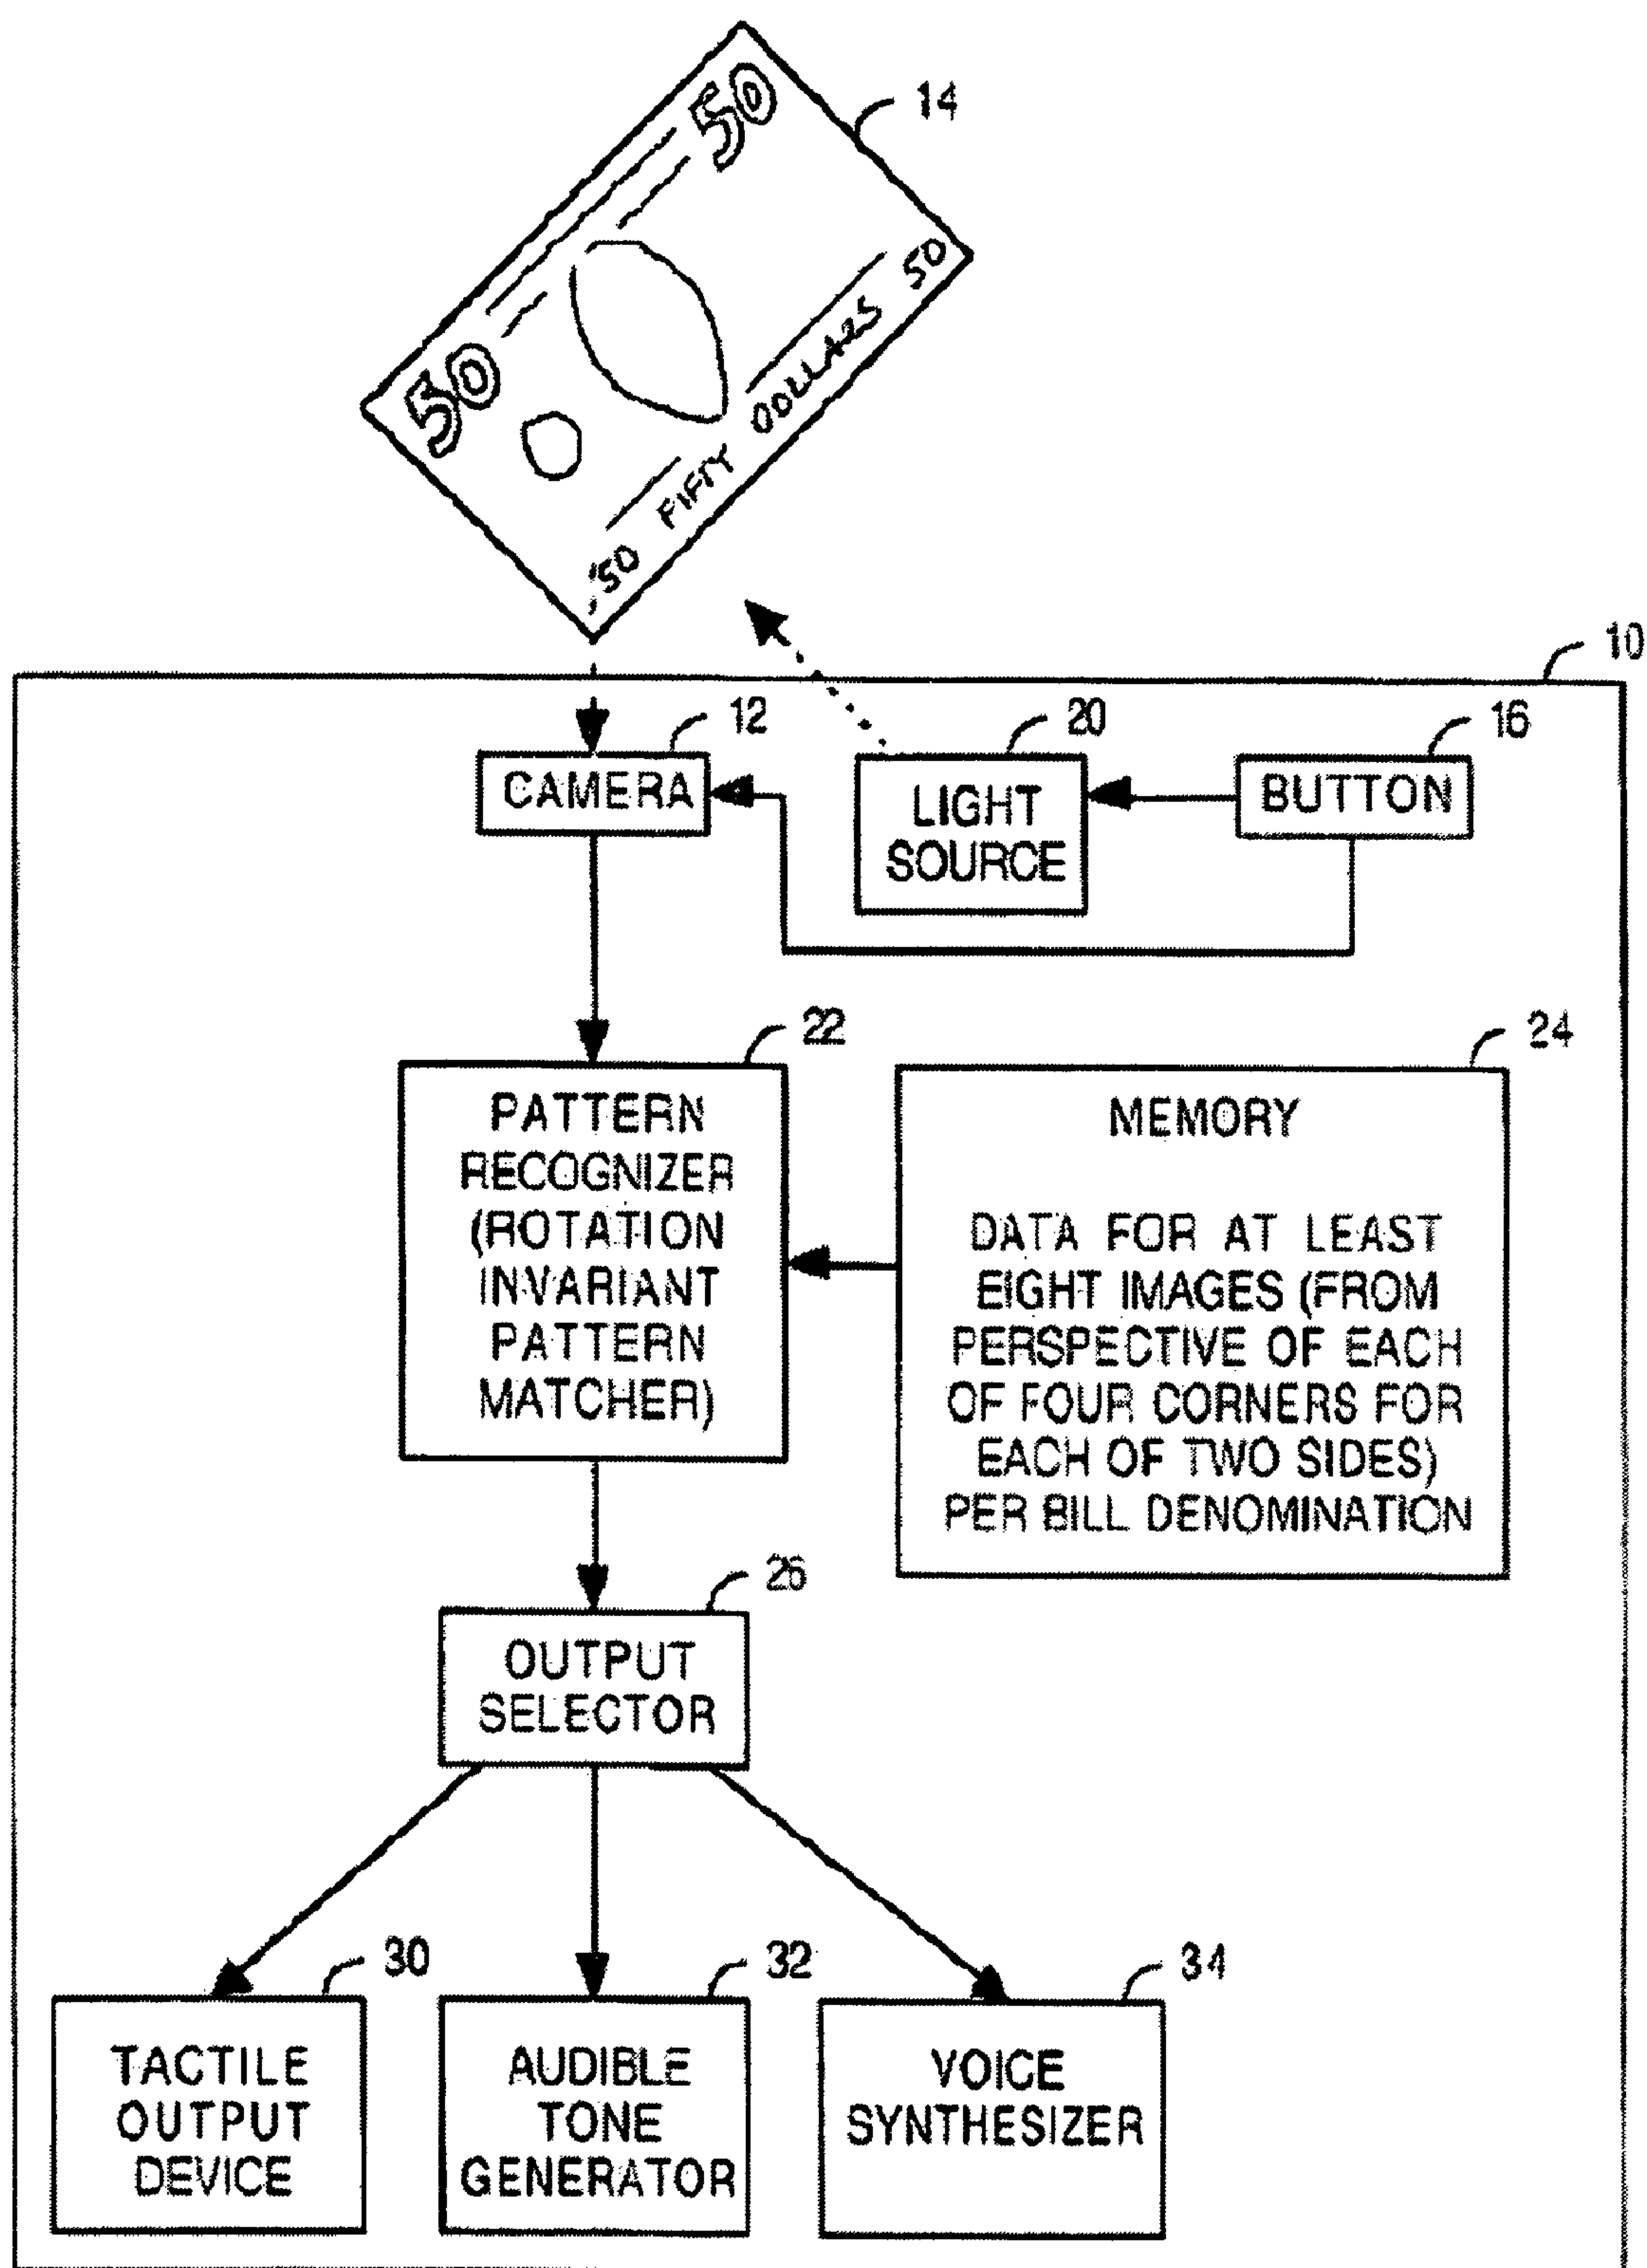 14
50
50
50 FIFTY DOLLARS 50
10
12
20
16
CAMERA
LIGHT
SOURCE
BUTTON
22
24
PATTERN
RECOGNIZER
(ROTATION
INVARIANT
PATTERN
MATCHER)
MEMORY
DATA FOR AT LEAST
EIGHT IMAGES (FROM
PERSPECTIVE OF EACH
OF FOUR CORNERS FOR
EACH OF TWO SIDES)
PER BILL DENOMINATION
26
OUTPUT
SELECTOR
30
32
34
TACTILE
OUTPUT
DEVICE
AUDIBLE
TONE
GENERATOR
VOICE
SYNTHESIZER